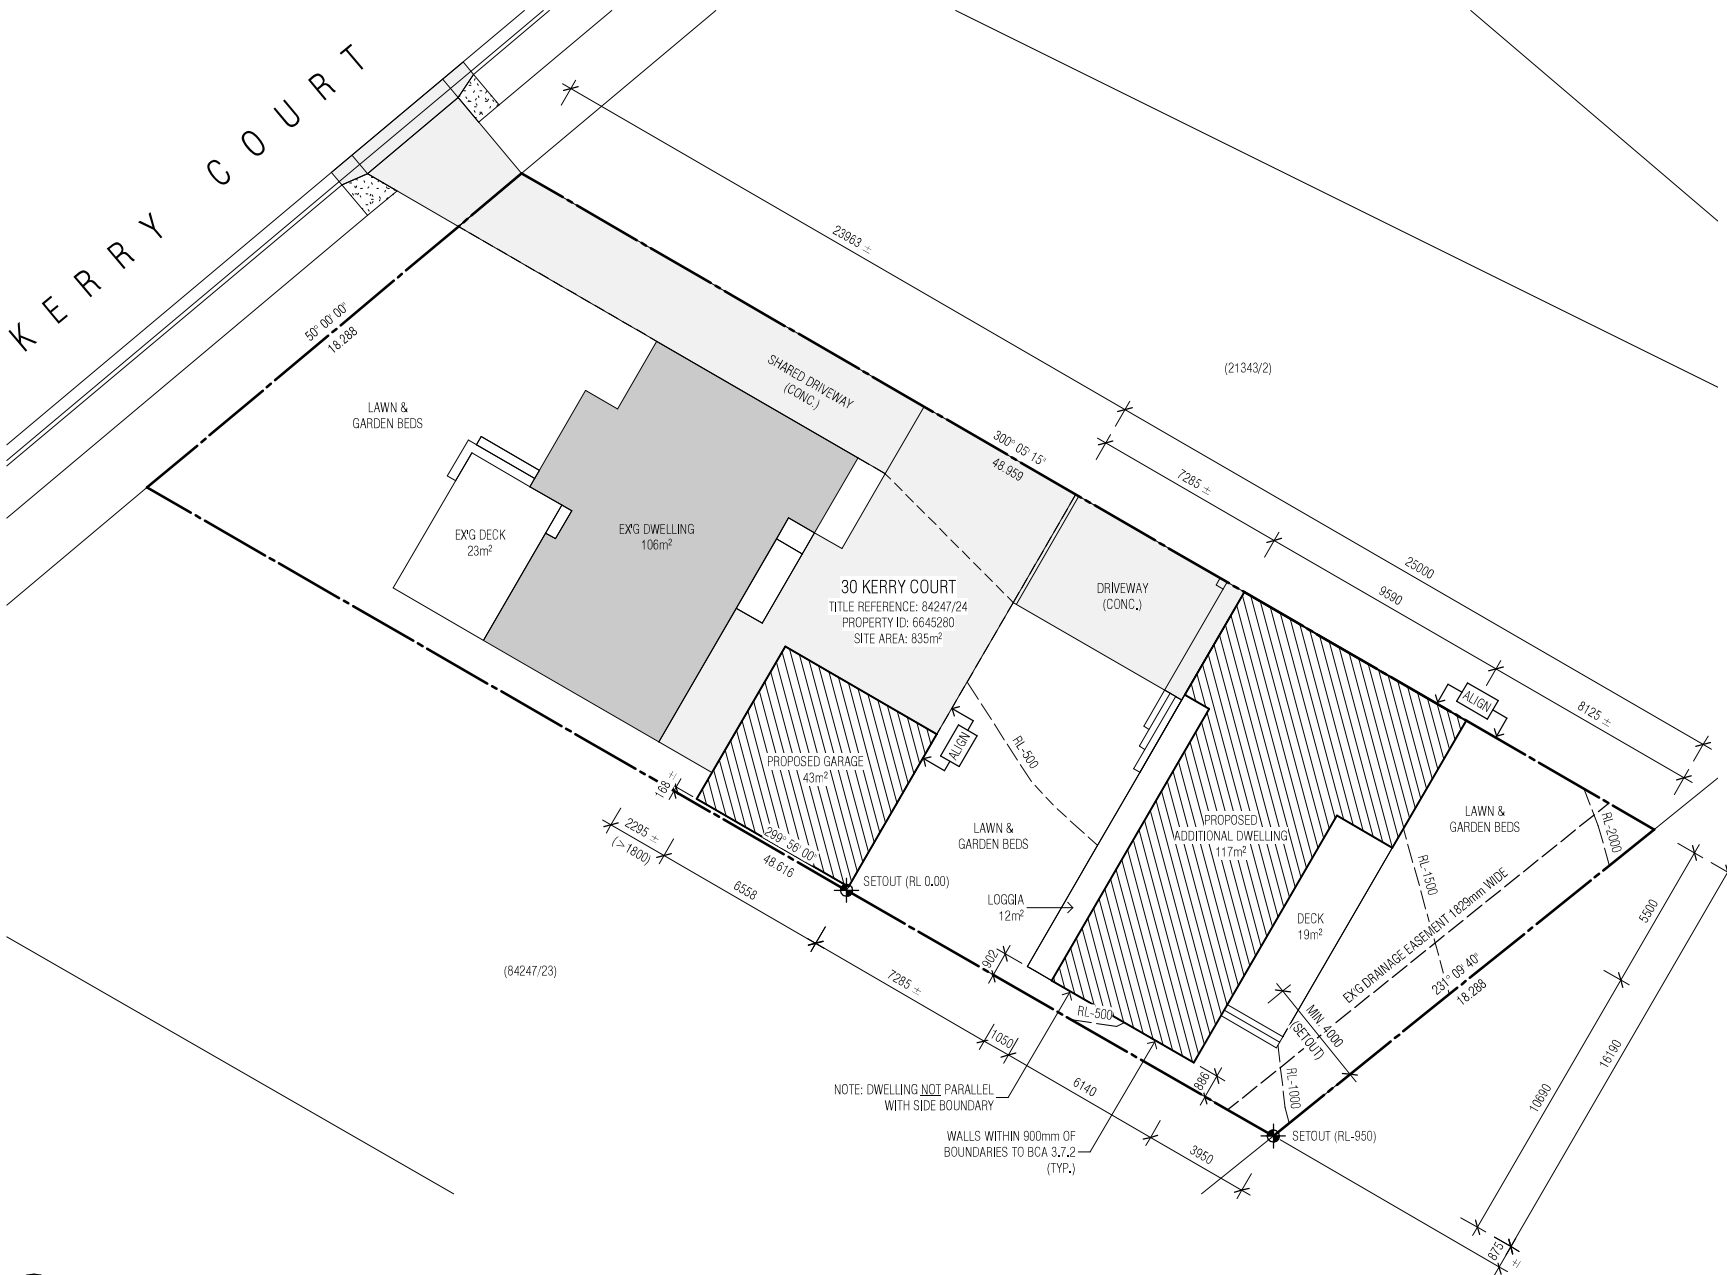 KERRY COURT
23963 ±
(21343/2)
50° 00' 00"
18.288
SHARED DRIVEWAY
(CONC.)
LAWN &
GARDEN BEDS
300° 05' 15"
48.959
7285 ±
25000
9590
8125 ±
EX'G DECK
23m²
EX'G DWELLING
106m²
30 KERRY COURT
TITLE REFERENCE: 84247/24
PROPERTY ID: 6645280
SITE AREA: 835m²
DRIVEWAY
(CONC.)
ALIGN
ALIGN
RL-500
PROPOSED GARAGE
43m²
168 ±
2295 ±
(>1800)
299° 56' 00"
48.616
6558
SETOUT (RL 0.00)
LAWN &
GARDEN BEDS
PROPOSED
ADDITIONAL DWELLING
117m²
LAWN &
GARDEN BEDS
RL-2000
RL-1500
LOGGIA
12m²
DECK
19m²
EX'G DRAINAGE EASEMENT 1829mm WIDE
231° 09' 40"
18.288
5500
16190
10690
(84247/23)
7285 ±
902
RL-500
MIN. 4000
(SETOUT)
1050
886
RL-1000
NOTE: DWELLING NOT PARALLEL
WITH SIDE BOUNDARY
6140
WALLS WITHIN 900mm OF
BOUNDARIES TO BCA 3.7.2
(TYP.)
3950
SETOUT (RL-950)
875 ±